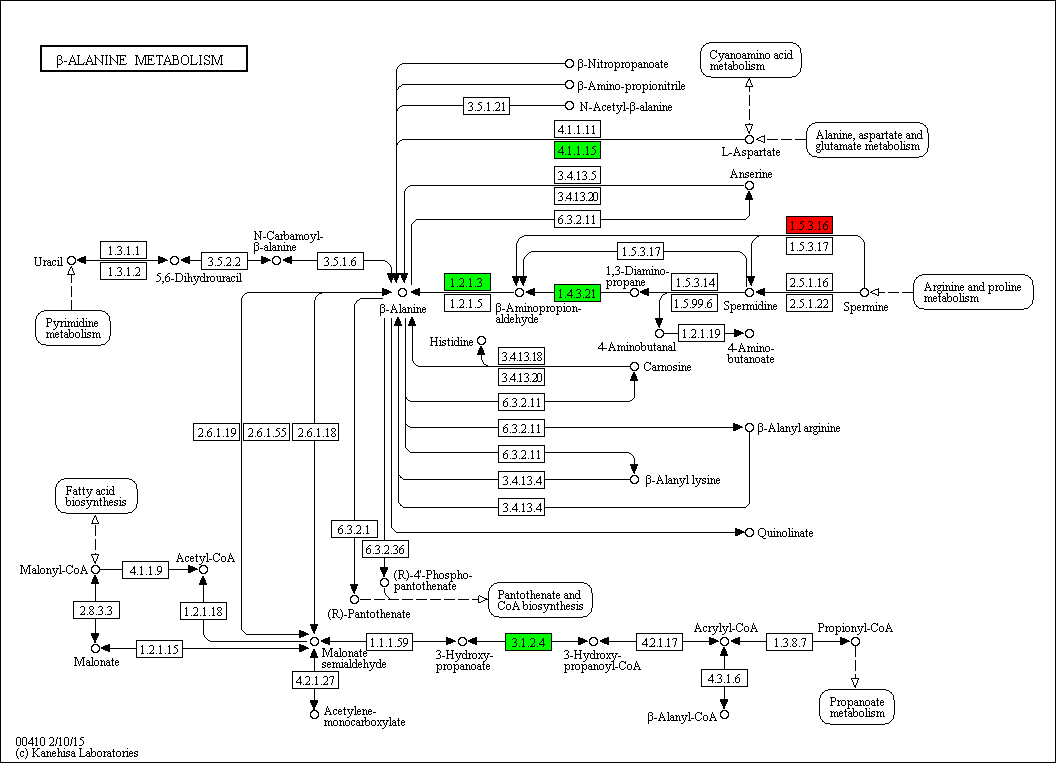 β-ALANINE METABOLISM
β-Nitropropanoate
β-Amino-propionitrile
3.5.1.21
N-Acetyl-β-alanine
Cyanoamino acid
metabolism
4.1.1.11
4.1.1.15
L-Aspartate
Alanine, aspartate and
glutamate metabolism
Anserine
3.4.13.5
3.4.13.20
6.3.2.11
1.5.3.16
1.5.3.17
1.5.3.17
Uracil
1.3.1.1
1.3.1.2
5,6-Dihydrouracil
3.5.2.2
N-Carbamoyl-
β-alanine
3.5.1.6
β-Alanine
1.2.1.3
1.2.1.5
β-Aminopropion-
aldehyde
1.4.3.21
1,3-Diamino-
propane
1.5.3.14
1.5.99.6
Spermidine
2.5.1.16
2.5.1.22
Spermine
Arginine and proline
metabolism
Pyrimidine
metabolism
4-Aminobutanal
1.2.1.19
4-Amino-
butanoate
Histidine
3.4.13.18
3.4.13.20
Carnosine
6.3.2.11
2.6.1.19
2.6.1.55
2.6.1.18
6.3.2.11
β-Alanyl arginine
6.3.2.11
3.4.13.4
β-Alanyl lysine
3.4.13.4
Fatty acid
biosynthesis
6.3.2.1
Quinolinate
6.3.2.36
Malonyl-CoA
4.1.1.9
Acetyl-CoA
(R)-4'-Phospho-
pantothenate
(R)-Pantothenate
Pantothenate and
CoA biosynthesis
2.8.3.3
1.2.1.18
Malonate
1.2.1.15
Malonate
semialdehyde
1.1.1.59
3-Hydroxy-
propanoate
3.1.2.4
3-Hydroxy-
propanoyl-CoA
4.2.1.17
Acrylyl-CoA
1.3.8.7
Propionyl-CoA
4.2.1.27
Acetylene-
monocarboxylate
4.3.1.6
β-Alanyl-CoA
Propanoate
metabolism
00410 2/10/15
(c) Kanehisa Laboratories